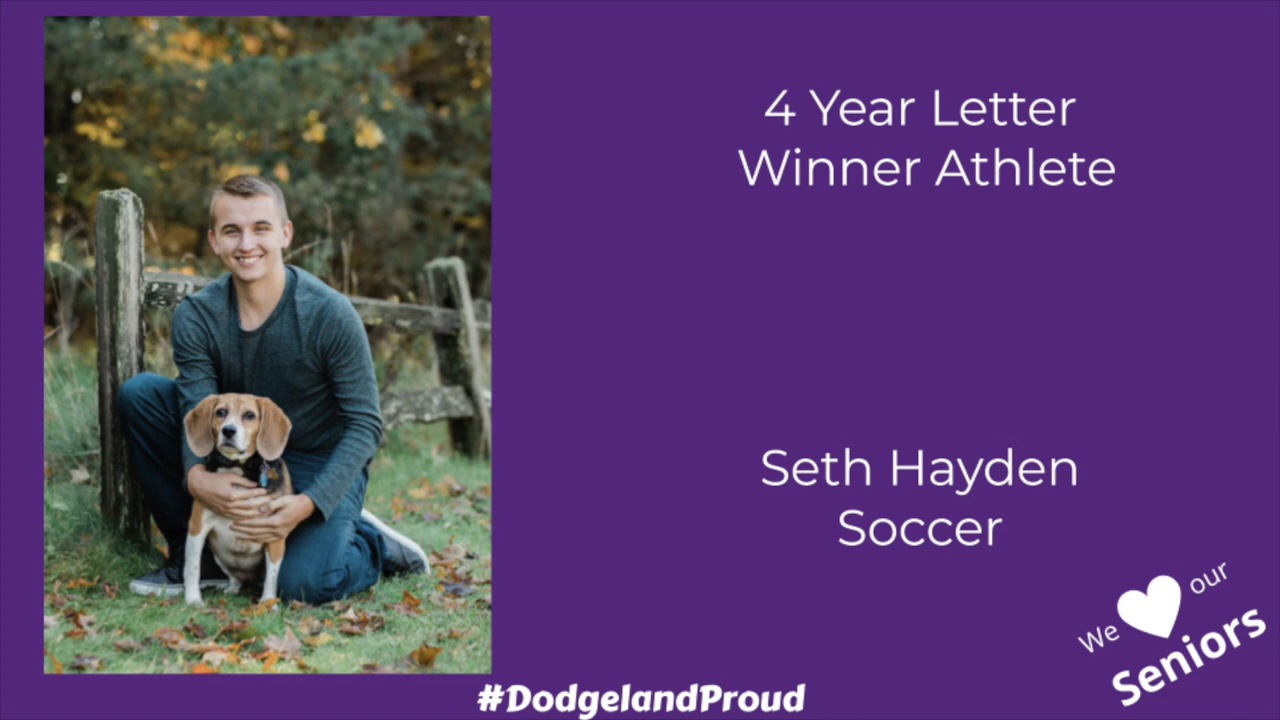 4 Year Letter
Winner Athlete
Seth Hayden
Soccer
We our
Seniors
#DodgelandProud